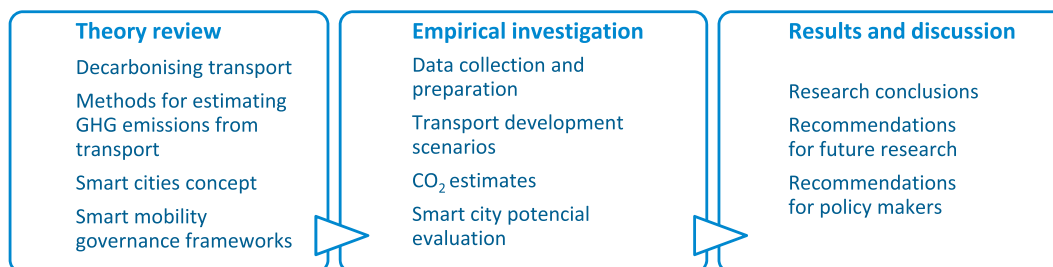 Theory review
Decarbonising transport
Methods for estimating
GHG emissions from
transport
Smart cities concept
Smart mobility
governance frameworks
Empirical investigation
Data collection and
preparation
Transport development
scenarios
CO₂ estimates
Smart city potencial
evaluation
Results and discussion
Research conclusions
Recommendations
for future research
Recommendations
for policy makers